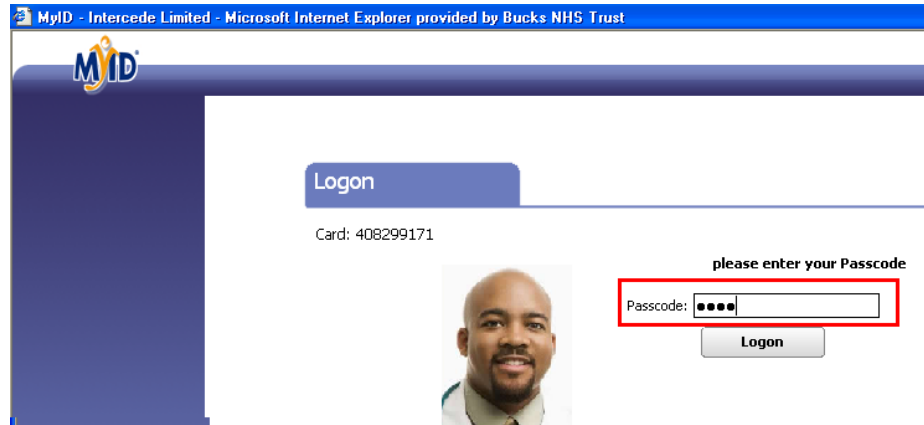 MyID - Intercede Limited - Microsoft Internet Explorer provided by Bucks NHS Trust
MYID
Logon
Card: 408299171
please enter your Passcode
Passcode: ●●●●
Logon